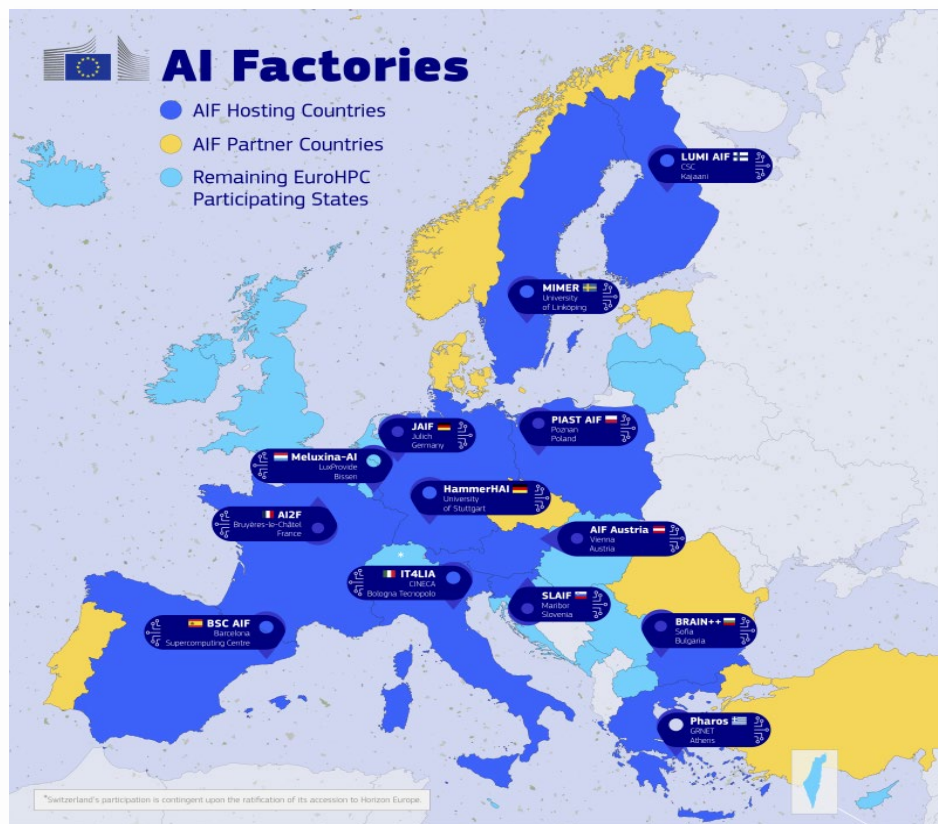 AI Factories
AIF Hosting Countries
AIF Partner Countries
Remaining EuroHPC
Participating States
LUMI AIF
CSC
Kajaani
MIMER
University
of Linköping
JAIF
Julich
Germany
PIAST AIF
Poznan
Poland
Meluxina-AI
LuxProvide
Bissen
HammerHAI
University
of Stuttgart
AI2F
Bruyères-le-Châtel
France
AIF Austria
Vienna
Austria
IT4LIA
CINECA
Bologna Tecnopolo
SLAIF
Maribor
Slovenia
BSC AIF
Barcelona
Supercomputing Centre
BRAIN++
Sofia
Bulgaria
Pharos
GRNET
Athens
*Switzerland's participation is contingent upon the ratification of its accession to Horizon Europe.